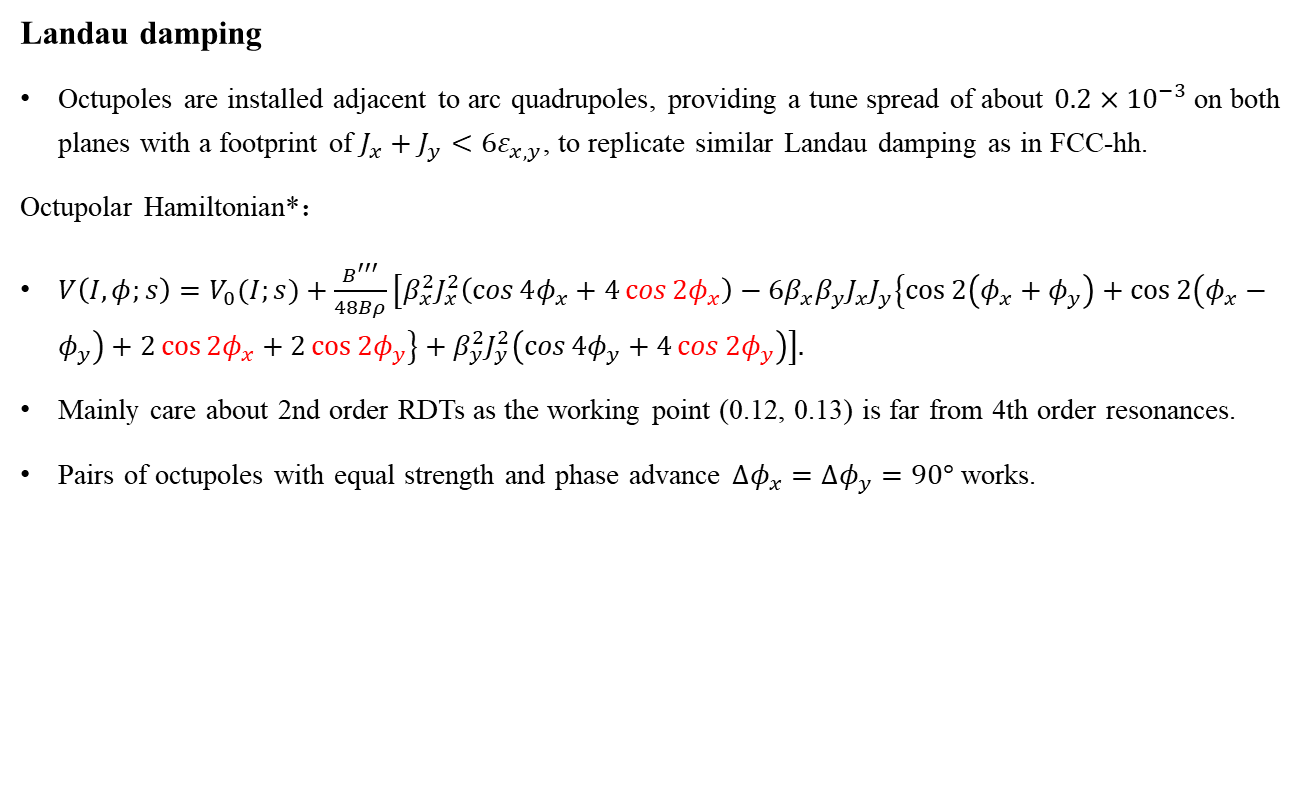 Landau damping
• Octupoles are installed adjacent to arc quadrupoles, providing a tune spread of about 0.2 × 10⁻³ on both
planes with a footprint of 𝐽ₓ + 𝐽_y < 6𝜀_{x,y}, to replicate similar Landau damping as in FCC-hh.
Octupolar Hamiltonian*：
• 𝑉(𝐼, 𝜙; 𝑠) = 𝑉₀(𝐼; 𝑠) + \frac{B′′′}{48Bρ} [𝛽ₓ²𝐽ₓ²(cos 4𝜙ₓ + 4 cos 2𝜙ₓ) − 6𝛽ₓ𝛽_y𝐽ₓ𝐽_y{cos 2(𝜙ₓ + 𝜙_y) + cos 2(𝜙ₓ −
𝜙_y) + 2 cos 2𝜙ₓ + 2 cos 2𝜙_y} + 𝛽_y²𝐽_y²(cos 4𝜙_y + 4 cos 2𝜙_y)].
• Mainly care about 2nd order RDTs as the working point (0.12, 0.13) is far from 4th order resonances.
• Pairs of octupoles with equal strength and phase advance Δ𝜙ₓ = Δ𝜙_y = 90° works.